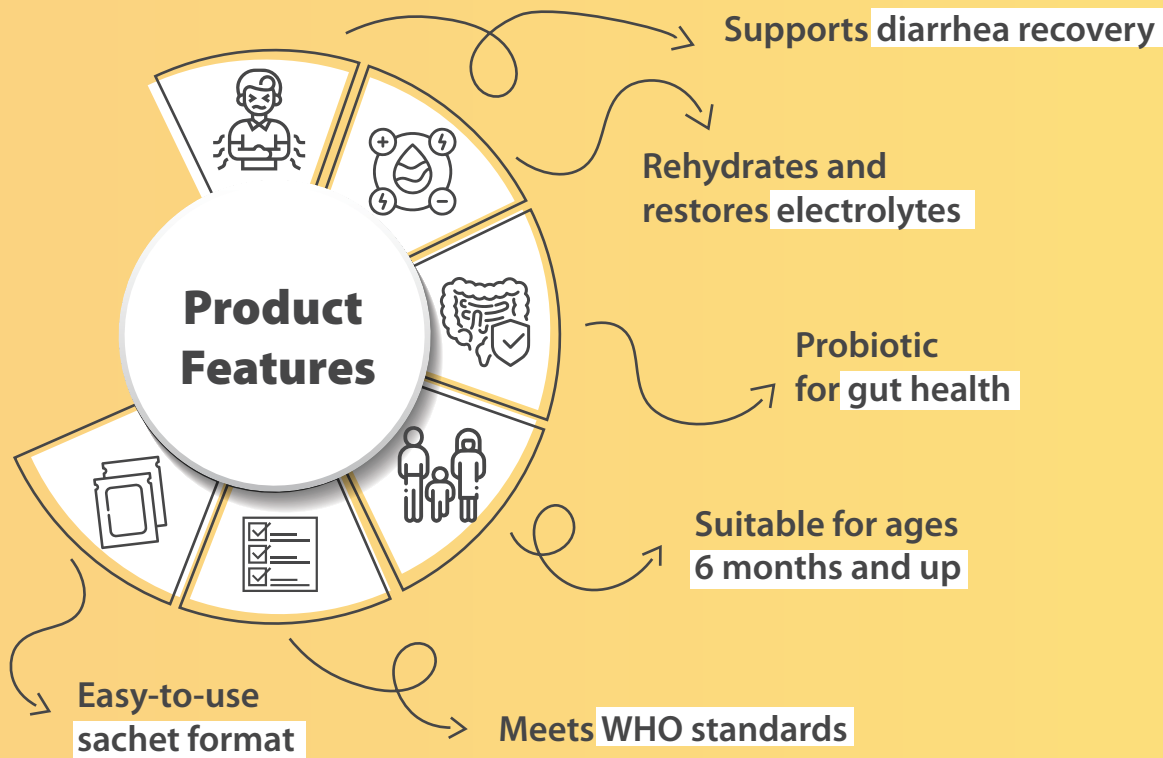 Product
Features
Supports diarrhea recovery
Rehydrates and
restores electrolytes
Probiotic
for gut health
Suitable for ages
6 months and up
Meets WHO standards
Easy-to-use
sachet format